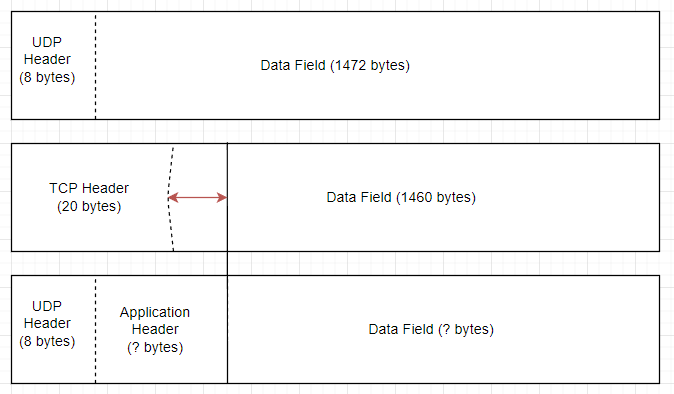 UDP
Header
(8 bytes)
Data Field (1472 bytes)
TCP Header
(20 bytes)
Data Field (1460 bytes)
UDP
Header
(8 bytes)
Application
Header
(? bytes)
Data Field (? bytes)